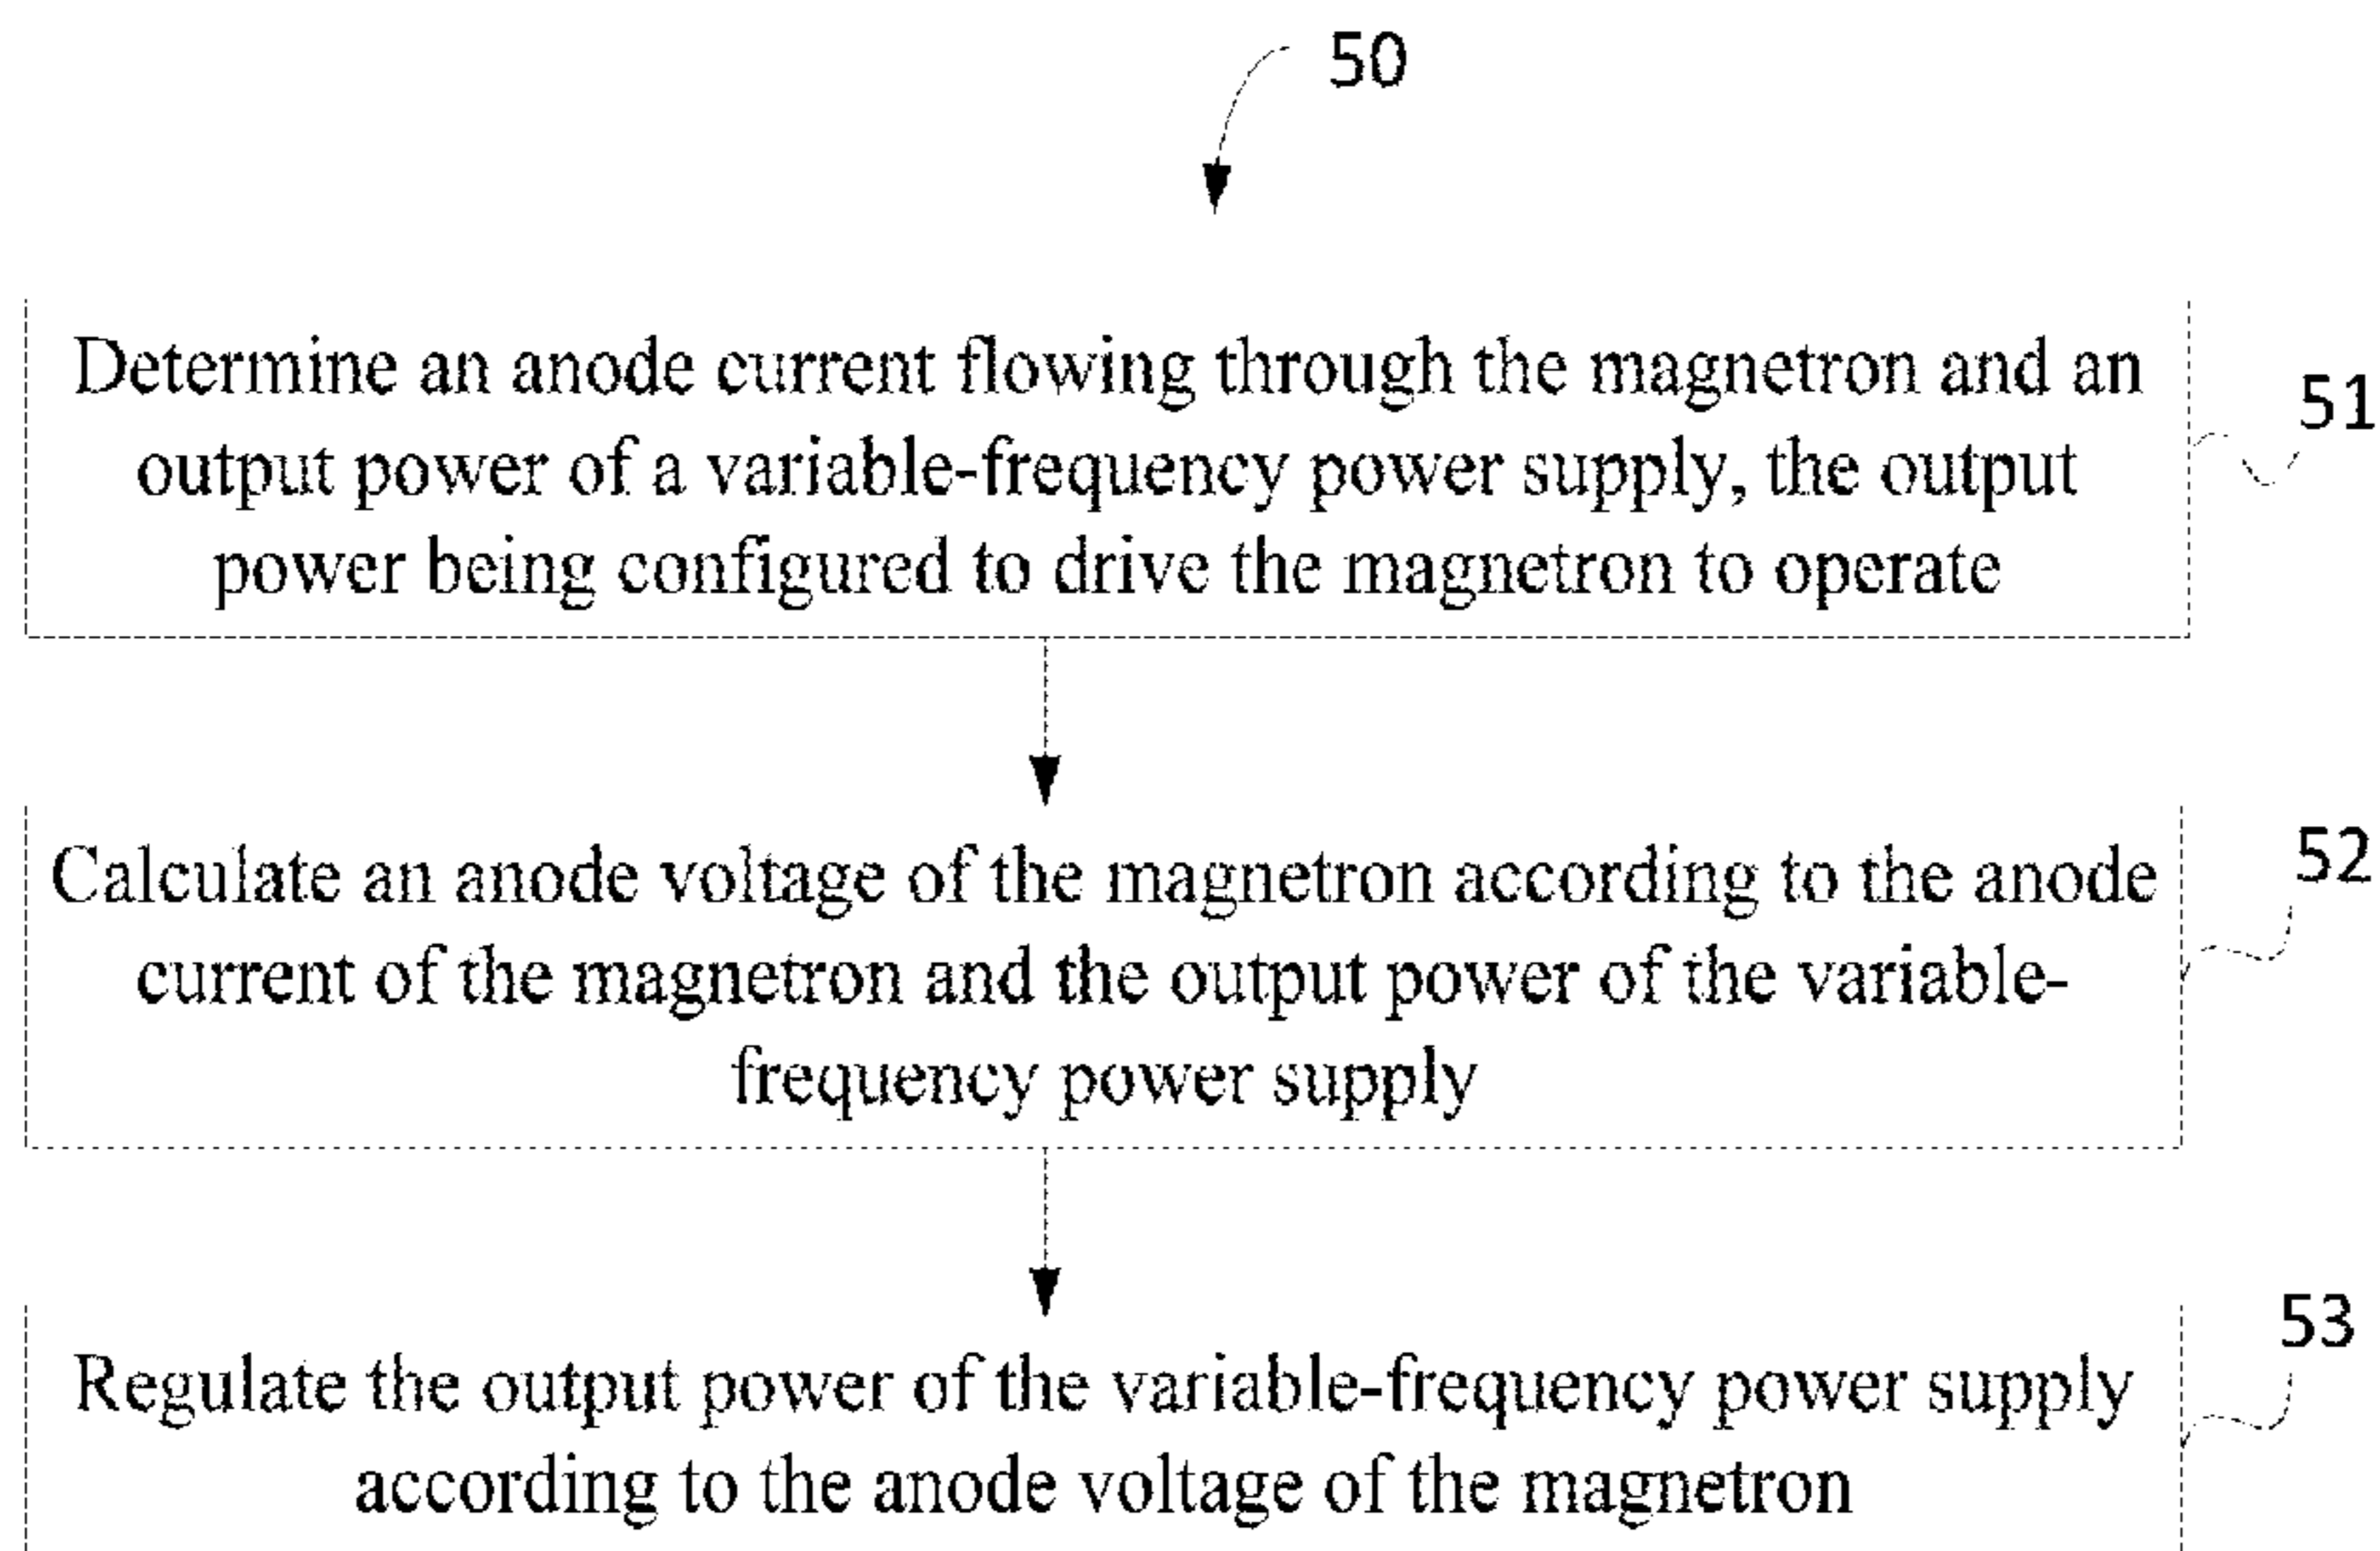 50
Determine an anode current flowing through the magnetron and an
output power of a variable-frequency power supply, the output
power being configured to drive the magnetron to operate
51
Calculate an anode voltage of the magnetron according to the anode
current of the magnetron and the output power of the variable-
frequency power supply
52
Regulate the output power of the variable-frequency power supply
according to the anode voltage of the magnetron
53